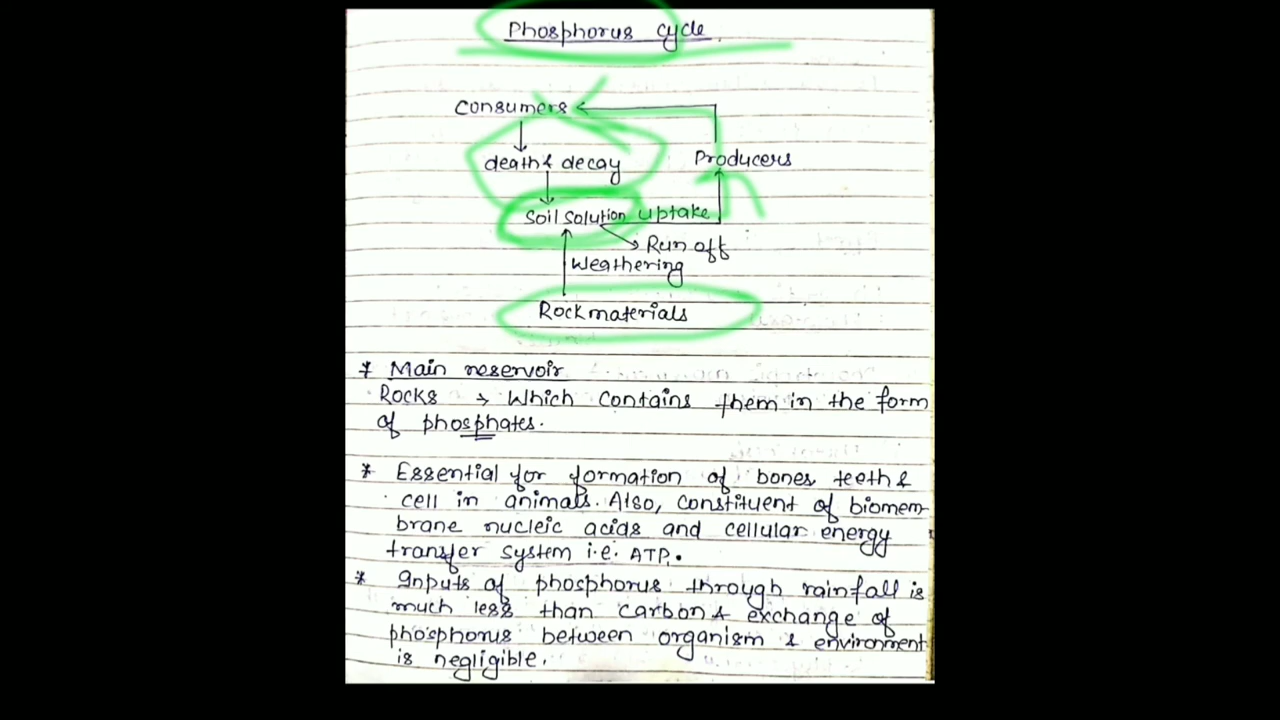 Phosphorus cycle
Consumers
death & decay
Producers
Soil solution uptake
Run off
Weathering
Rock materials
* Main reservoir
Rocks → Which contains them in the form
of phosphates.
* Essential for formation of bones teeth &
cell in animals. Also, constituent of biomem
brane nucleic acids and cellular energy
transfer system i.e. ATP.
* Inputs of phosphorus through rainfall is
much less than carbon & exchange of
phosphorus between organism & environment
is negligible.